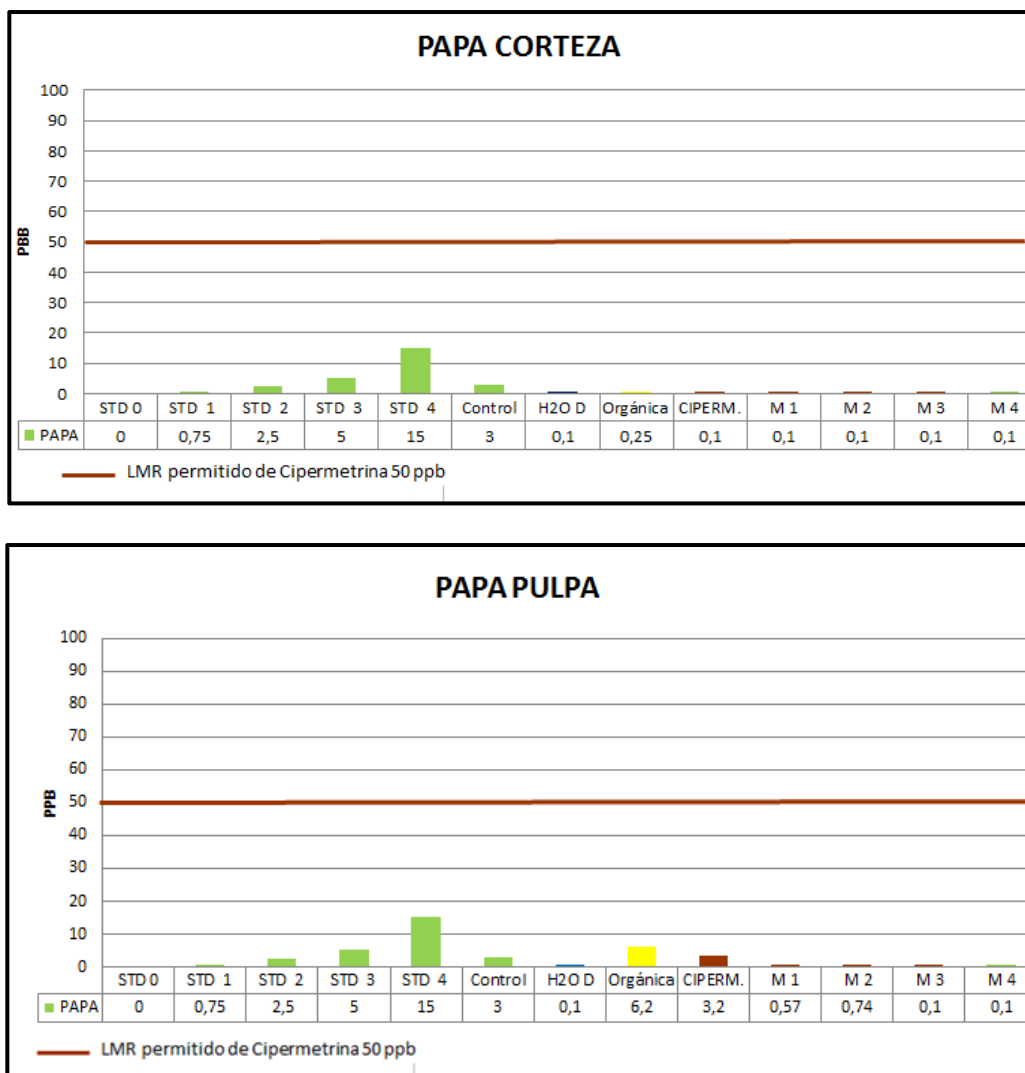 PAPA CORTEZA
100
90
80
70
60
50
40
30
20
10
0
PBB
STD 0 STD 1 STD 2 STD 3 STD 4 Control H2O D Orgánica CIPERM. M 1 M 2 M 3 M 4
PAPA 0 0,75 2,5 5 15 3 0,1 0,25 0,1 0,1 0,1 0,1 0,1
LMR permitido de Cipermetrina 50 ppb
PAPA PULPA
100
90
80
70
60
50
40
30
20
10
0
PPB
STD 0 STD 1 STD 2 STD 3 STD 4 Control H2O D Orgánica CIPERM. M 1 M 2 M 3 M 4
PAPA 0 0,75 2,5 5 15 3 0,1 6,2 3,2 0,57 0,74 0,1 0,1
LMR permitido de Cipermetrina 50 ppb